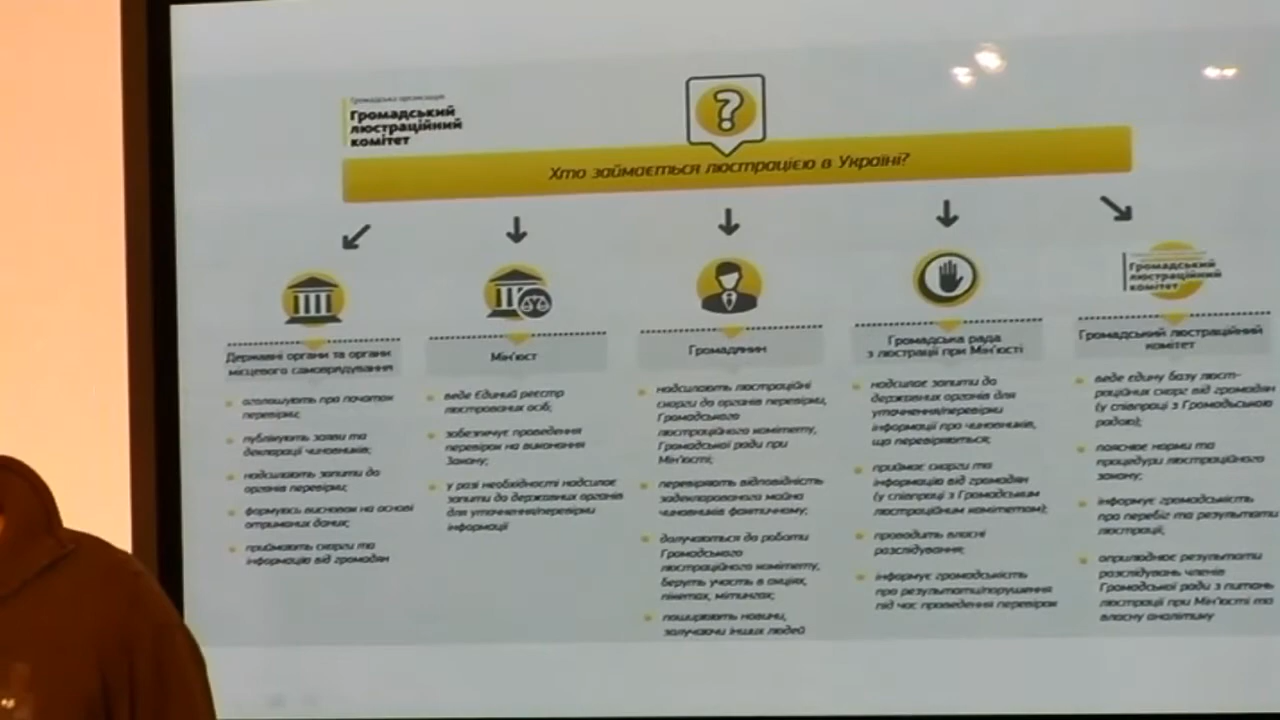 Громадська організація
Громадський
люстраційний
комітет
?
Хто займається люстрацією в Україні?
Державні органи та органи
місцевого самоврядування
оголошують про початок
перевірки;
публікують заяви та
декларації чиновників;
надсилають запити до
органів перевірки;
формують висновок на основі
отриманих даних;
приймають скарги та
інформацію від громадян
Мін'юст
веде Єдиний реєстр
люстрованих осіб;
забезпечує проведення
перевірок на виконання
Закону;
у разі необхідності надсилає
запити до державних органів
для уточнення/перевірки
інформації
Громадянин
надсилають люстраційні
скарги до органів перевірки,
Громадського
люстраційного комітету,
Громадської ради при
Мін'юсті;
перевіряють відповідність
задекларованого майна
чиновників фактичному;
долучаються до роботи
Громадського
люстраційного комітету,
беруть участь в акціях,
пікетах, мітингах;
поширюють новини,
залучаючи інших людей
Громадська рада
з люстрації при Мін'юсті
надсилає запити до
державних органів для
уточнення/перевірки
інформації про чиновників,
що перевіряються;
приймає скарги та
інформацію від громадян
(у співпраці з Громадським
люстраційним комітетом);
проводить власні
розслідування;
інформує громадськість
про результати/порушення
під час проведення перевірок
Громадський
люстраційний
комітет
Громадський люстраційний
комітет
веде єдину базу люст-
раційних скарг від громадян
(у співпраці з Громадською
радою);
пояснює норми та
процедури люстраційного
закону;
інформує громадськість
про перебіг та результати
люстрації;
оприлюднює результати
розслідувань членів
Громадської ради з питань
люстрації при Мін'юсті та
власну аналітику